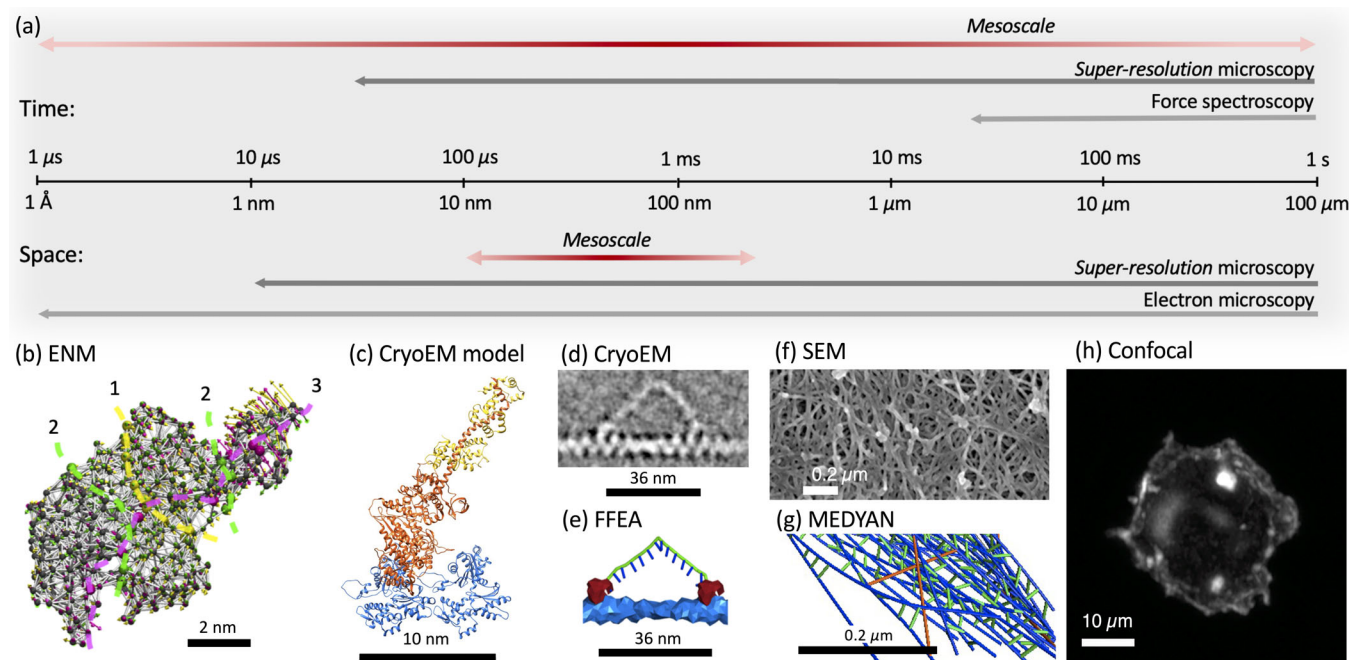 (a)
Mesoscale
Super-resolution microscopy
Time:
Force spectroscopy
1 μs 10 μs 100 μs 1 ms 10 ms 100 ms 1 s
1 Å 1 nm 10 nm 100 nm 1 μm 10 μm 100 μm
Mesoscale
Space:
Super-resolution microscopy
Electron microscopy
(b) ENM
1
2
3
2
2 nm
(c) CryoEM model
10 nm
(d) CryoEM
36 nm
(e) FFEA
36 nm
(f) SEM
0.2 μm
(g) MEDYAN
0.2 μm
(h) Confocal
10 μm